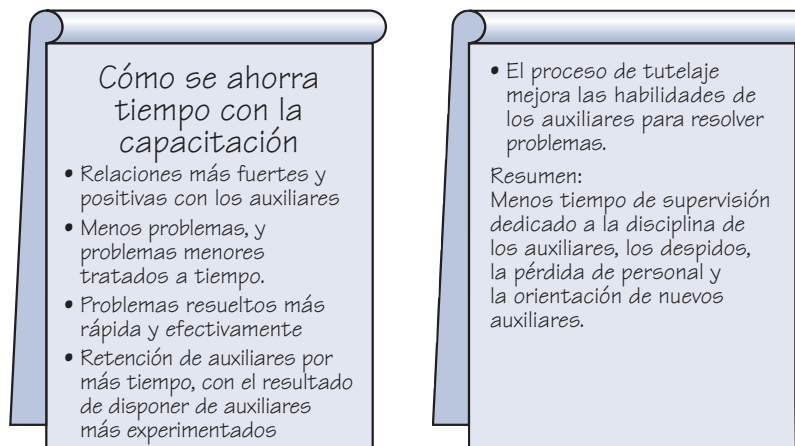 Cómo se ahorra
tiempo con la
capacitación
• Relaciones más fuertes y
positivas con los auxiliares
• Menos problemas, y
problemas menores
tratados a tiempo.
• Problemas resueltos más
rápida y efectivamente
• Retención de auxiliares por
más tiempo, con el resultado
de disponer de auxiliares
más experimentados
• El proceso de tutelaje
mejora las habilidades de
los auxiliares para resolver
problemas.
Resumen:
Menos tiempo de supervisión
dedicado a la disciplina de
los auxiliares, los despidos,
la pérdida de personal y
la orientación de nuevos
auxiliares.